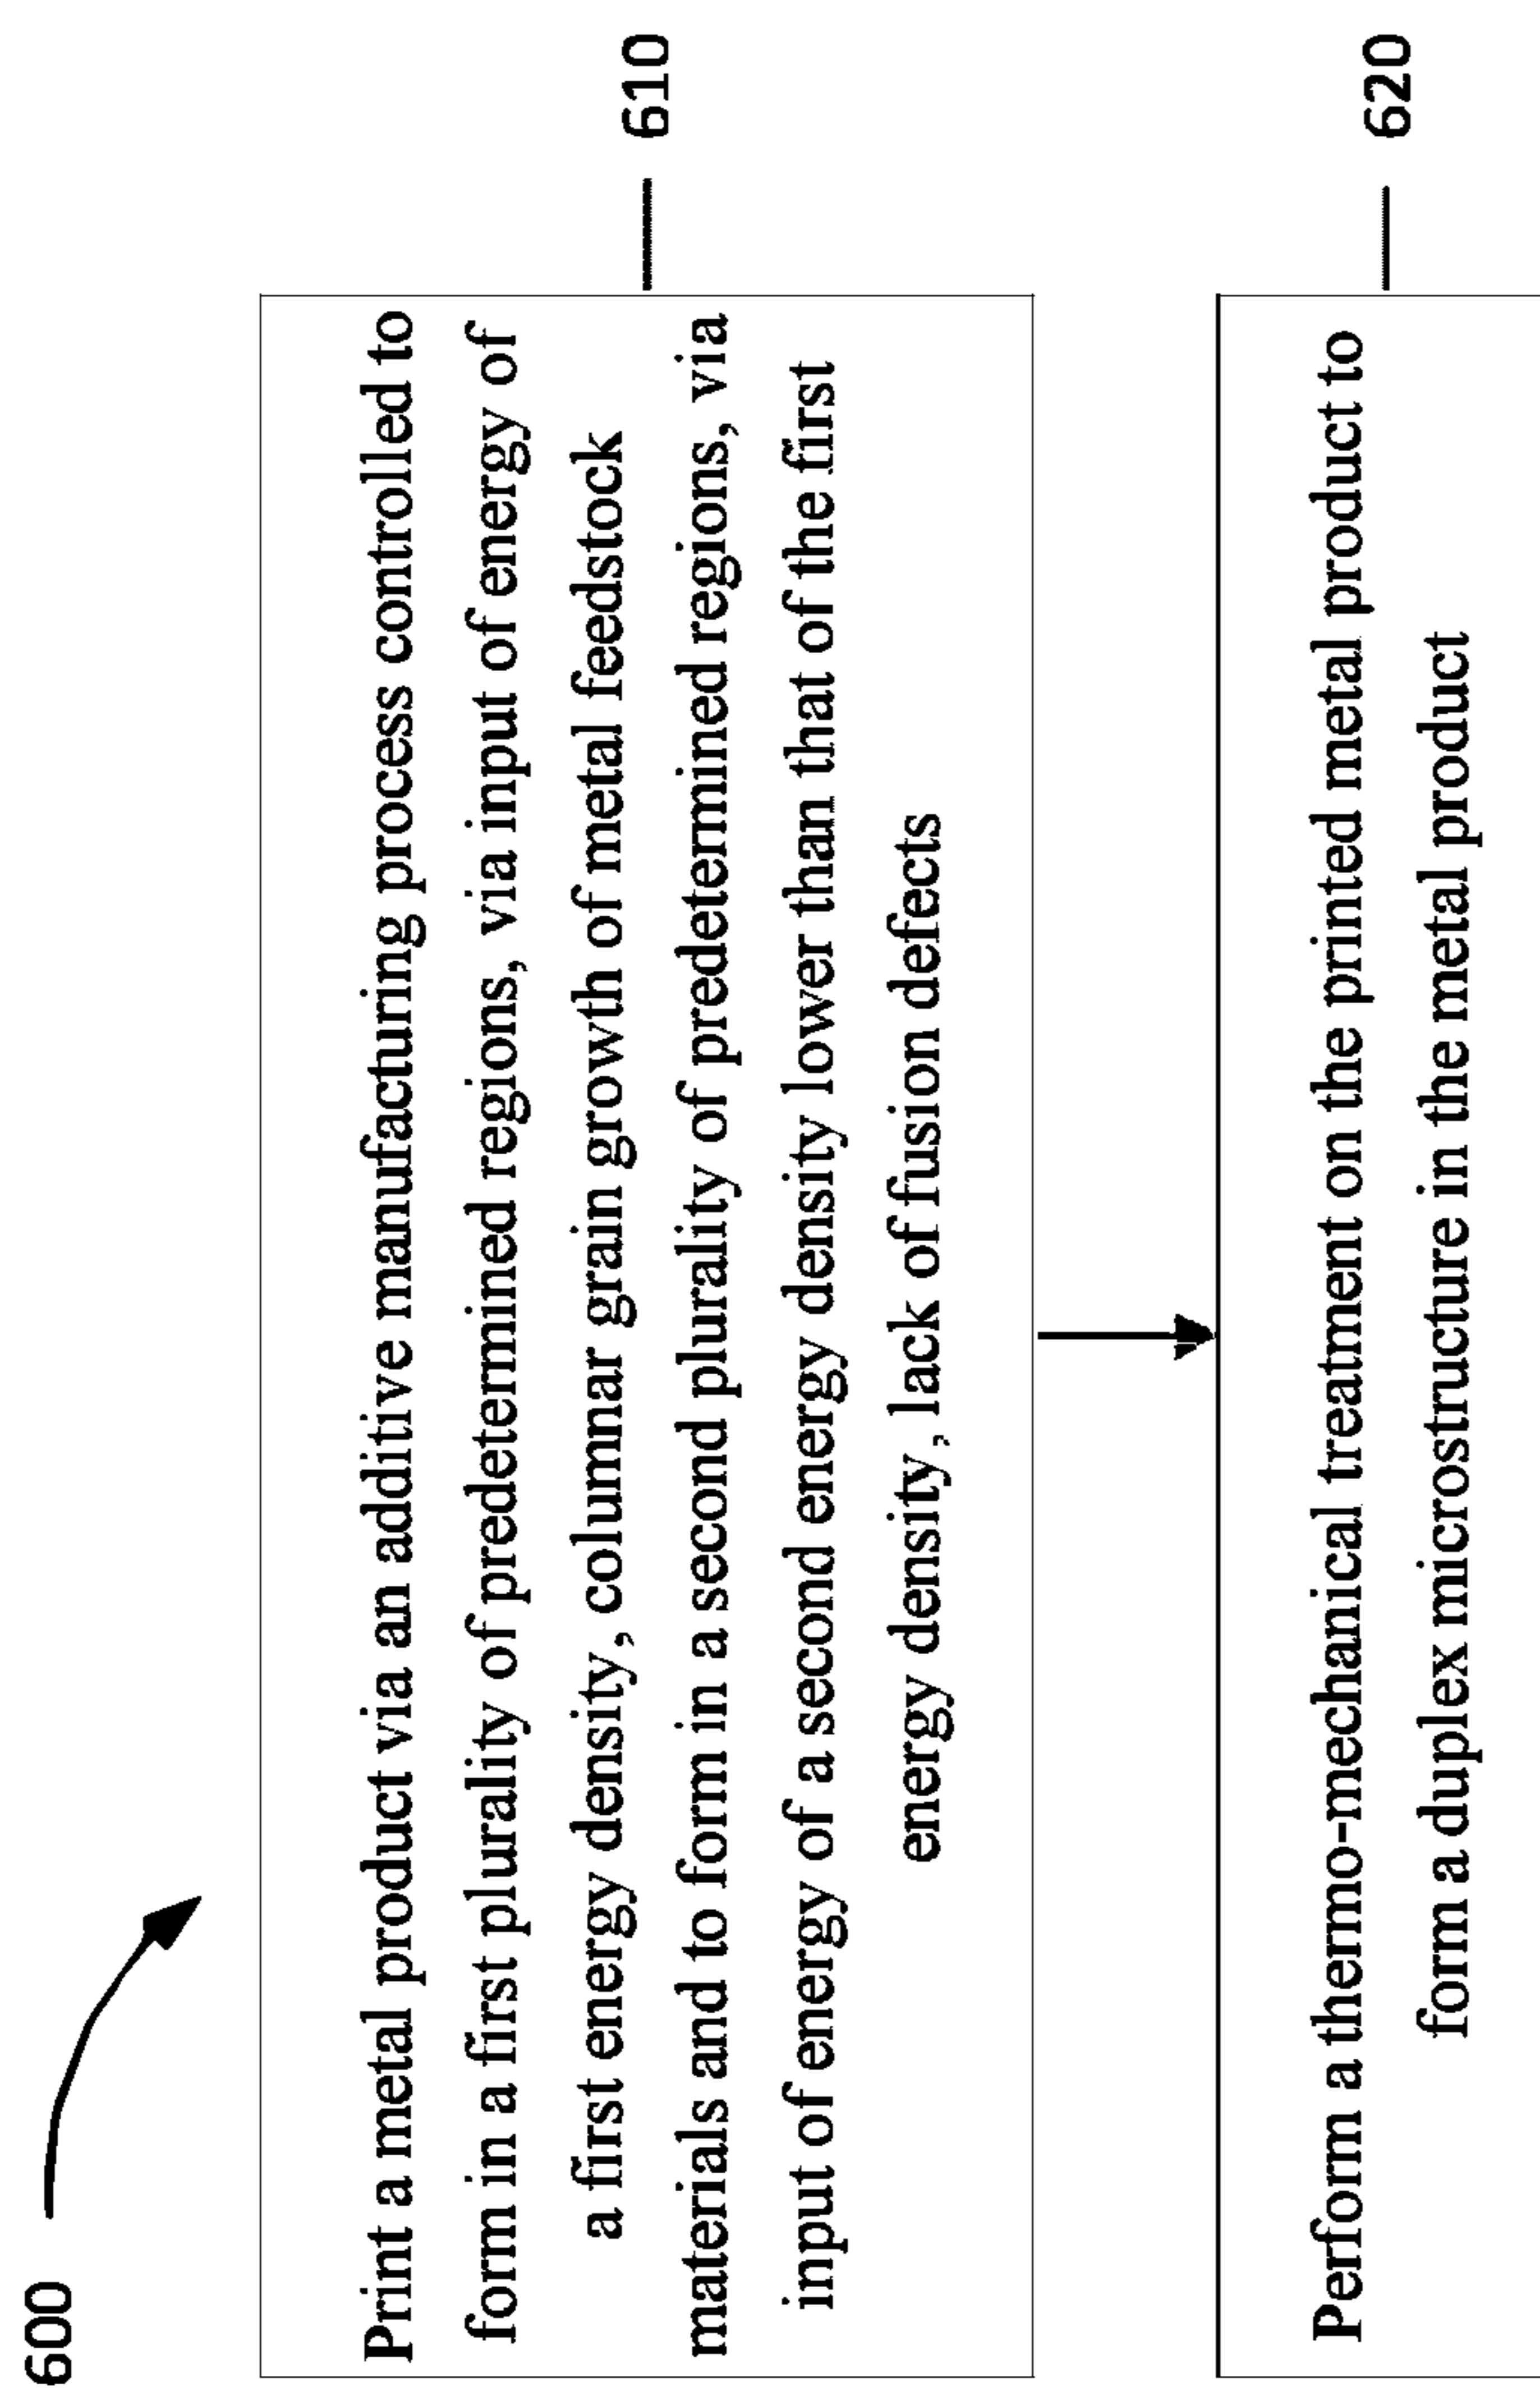 600
Print a metal product via an additive manufacturing process controlled to
form in a first plurality of predetermined regions, via input of energy of
a first energy density, columnar grain growth of metal feedstock
materials and to form in a second plurality of predetermined regions, via
input of energy of a second energy density lower than that of the first
energy density, lack of fusion defects
610
Perform a thermo-mechanical treatment on the printed metal product to
form a duplex microstructure in the metal product
620